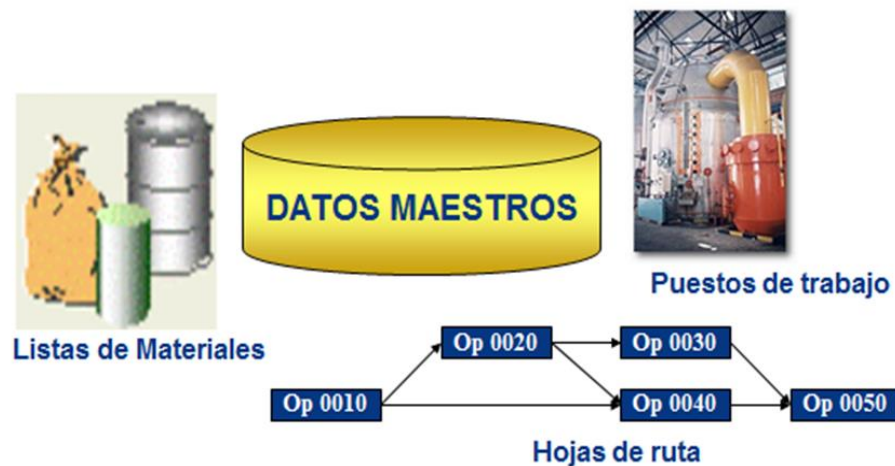 DATOS MAESTROS
Puestos de trabajo
Listas de Materiales
Op 0020
Op 0030
Op 0010
Op 0040
Op 0050
Hojas de ruta